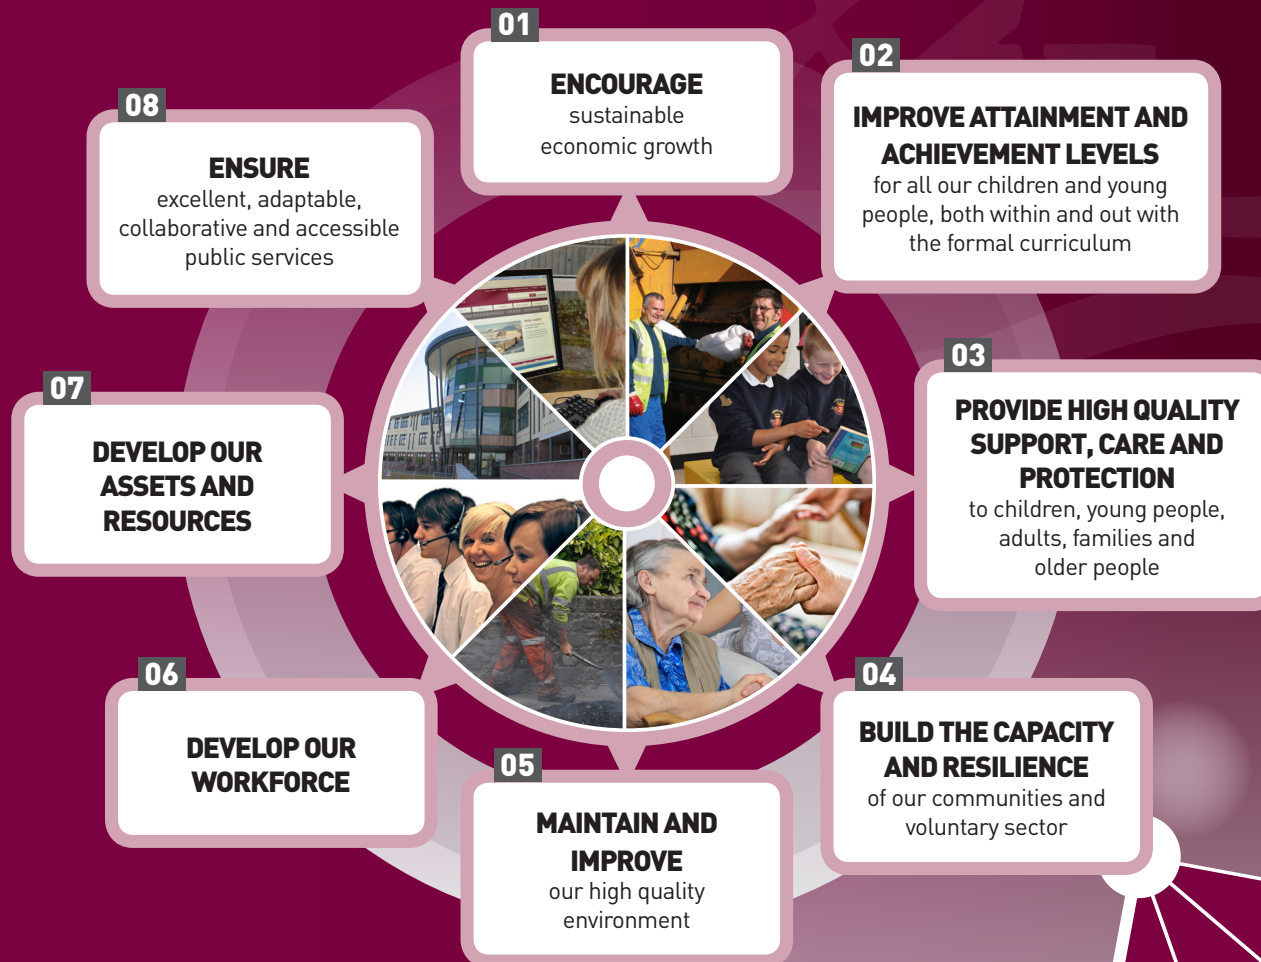 01
ENCOURAGE
sustainable
economic growth
02
IMPROVE ATTAINMENT AND
ACHIEVEMENT LEVELS
for all our children and young
people, both within and out with
the formal curriculum
03
PROVIDE HIGH QUALITY
SUPPORT, CARE AND
PROTECTION
to children, young people,
adults, families and
older people
04
BUILD THE CAPACITY
AND RESILIENCE
of our communities and
voluntary sector
05
MAINTAIN AND
IMPROVE
our high quality
environment
06
DEVELOP OUR
WORKFORCE
07
DEVELOP OUR
ASSETS AND
RESOURCES
08
ENSURE
excellent, adaptable,
collaborative and accessible
public services